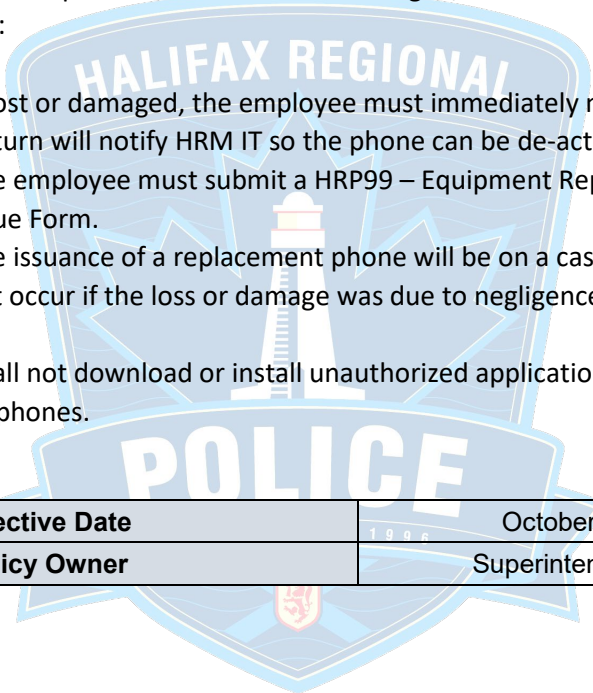 :
HALIFAX REGIONAL
ost or damaged, the employee must immediately
turn will notify HRM IT so the phone can be de-act
e employee must submit a HRP99 – Equipment Rep
ue Form.
e issuance of a replacement phone will be on a cas
t occur if the loss or damage was due to negligence
all not download or install unauthorized applicatio
phones.
POLICE
ective Date October
1996
icy Owner Superinter